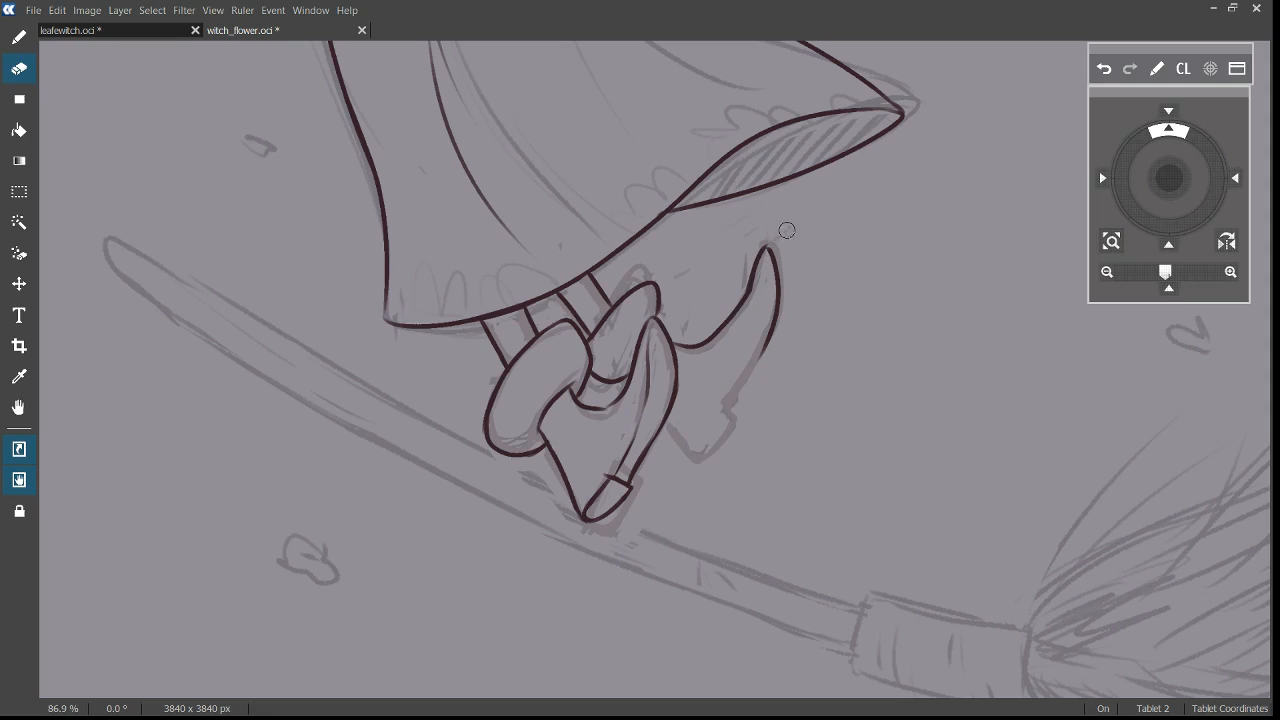 File Edit Image Layer Select Filter View Ruler Event Window Help
leafewitch.oci * witch_flower.oci *
CL
T
86.9 % 0.0 ° 3840 x 3840 px On Tablet 2 Tablet Coordinates